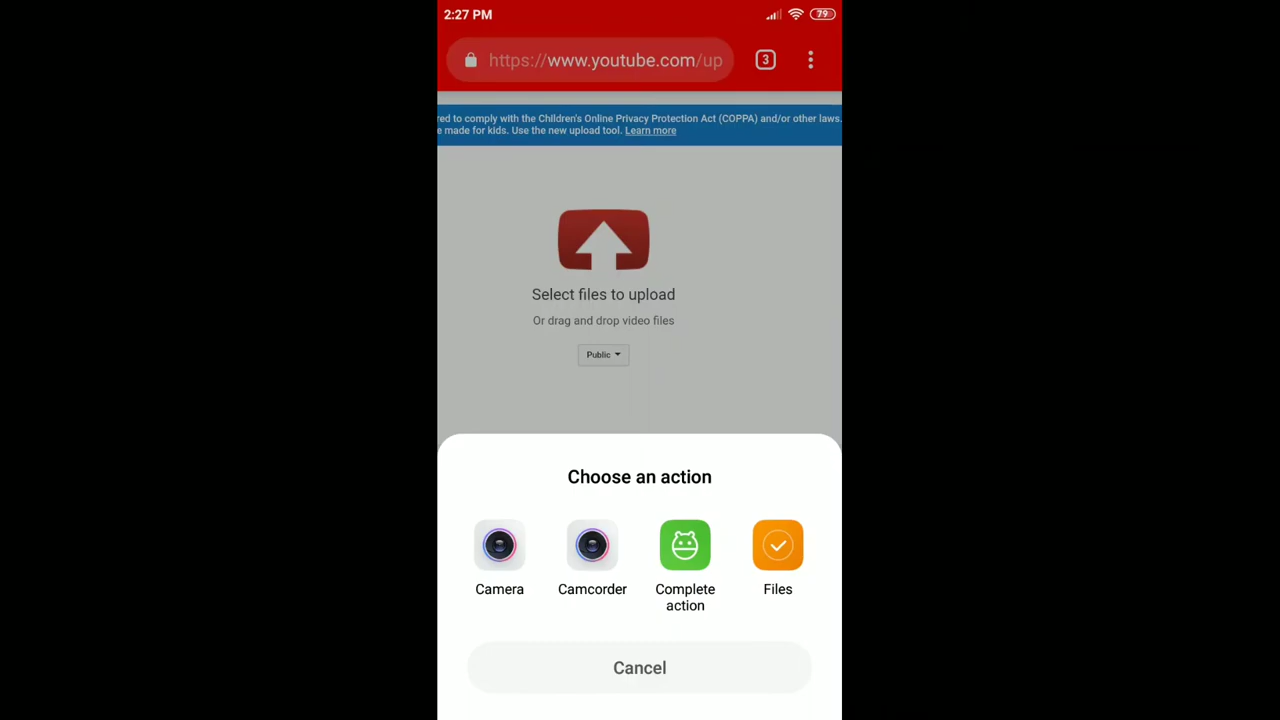 2:27 PM
79
https://www.youtube.com/up
3
red to comply with the Children's Online Privacy Protection Act (COPPA) and/or other laws.
e made for kids. Use the new upload tool. Learn more
Select files to upload
Or drag and drop video files
Public
Choose an action
Camera
Camcorder
Complete
action
Files
Cancel